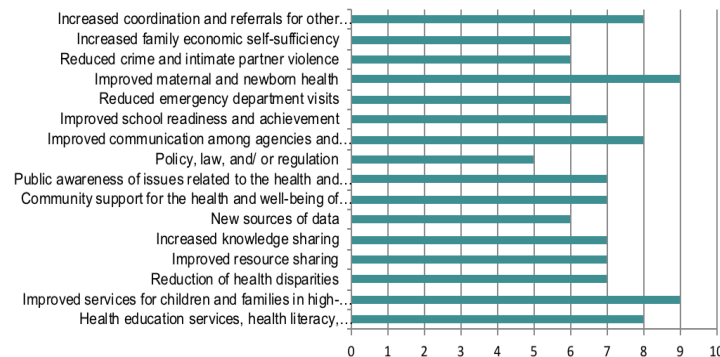 Increased coordination and referrals for other...
Increased family economic self-sufficiency
Reduced crime and intimate partner violence
Improved maternal and newborn health
Reduced emergency department visits
Improved school readiness and achievement
Improved communication among agencies and...
Policy, law, and/ or regulation
Public awareness of issues related to the health and...
Community support for the health and well-being of...
New sources of data
Increased knowledge sharing
Improved resource sharing
Reduction of health disparities
Improved services for children and families in high-...
Health education services, health literacy,...
0 1 2 3 4 5 6 7 8 9 10